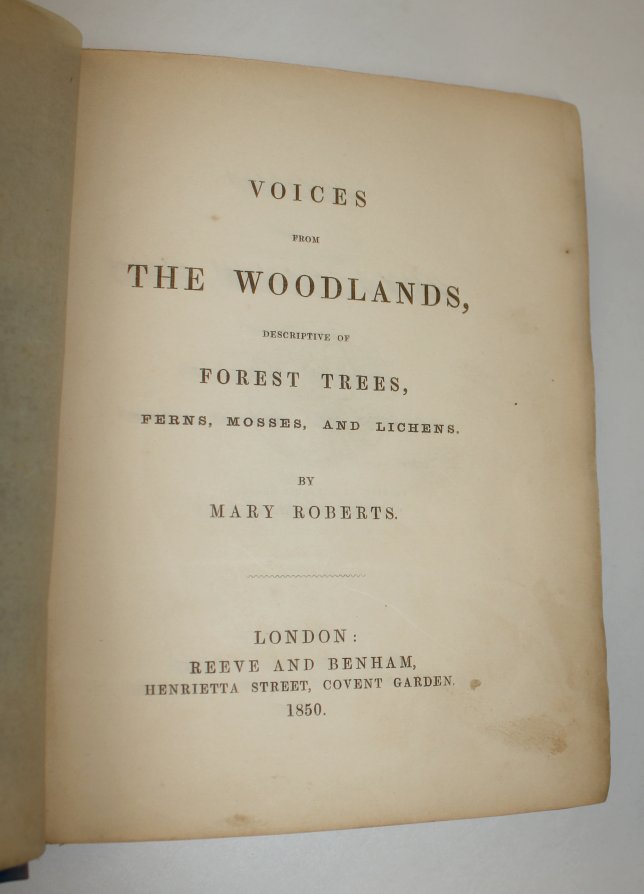 VOICES
FROM
THE WOODLANDS,
DESCRIPTIVE OF
FOREST TREES,
FERNS, MOSSES, AND LICHENS.
BY
MARY ROBERTS.
LONDON:
REEVE AND BENHAM,
HENRIETTA STREET, COVENT GARDEN.
1850.